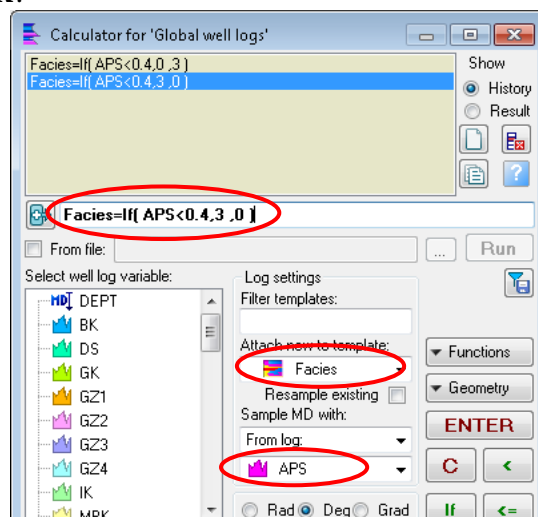 Calculator for 'Global well logs'
Facies=If( APS<0.4,0 ,3 )
Facies=If( APS<0.4,3 ,0 )
Show
History
Result
Facies=If( APS<0.4,3 ,0 )
From file:
...
Run
Select well log variable:
Log settings
Filter templates:
MD DEPT
BK
DS
GK
GZ1
GZ2
GZ3
GZ4
IK
MRK
Attach new to template:
Facies
Resample existing
Sample MD with:
From log:
APS
Rad Deg Grad
Functions
Geometry
ENTER
C <
If <=